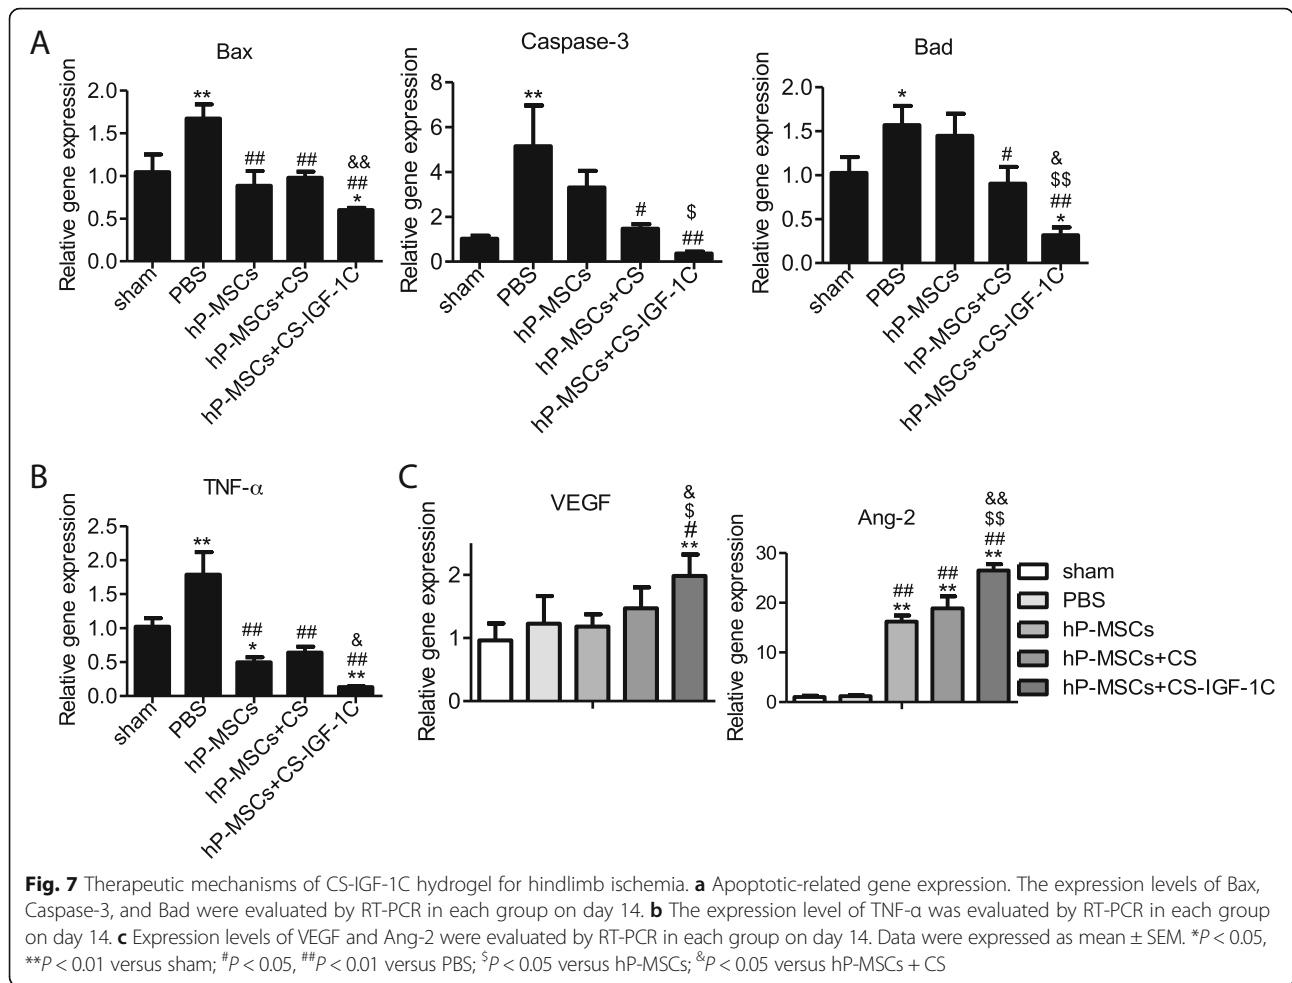 A
Bax
Relative gene expression
2.0
1.5
1.0
0.5
0.0
**
##
##
&&
##
*
sham
PBS
hP-MSCs
hP-MSCs+CS
hP-MSCs+CS-IGF-1C
Caspase-3
Relative gene expression
8
6
4
2
0
**
#
$
##
sham
PBS
hP-MSCs
hP-MSCs+CS
hP-MSCs+CS-IGF-1C
Bad
Relative gene expression
2.0
1.5
1.0
0.5
0.0
*
#
&
$$
##
*
sham
PBS
hP-MSCs
hP-MSCs+CS
hP-MSCs+CS-IGF-1C
B
TNF-α
Relative gene expression
2.5
2.0
1.5
1.0
0.5
0.0
**
##
*
##
&
##
**
sham
PBS
hP-MSCs
hP-MSCs+CS
hP-MSCs+CS-IGF-1C
C
VEGF
Relative gene expression
2
1
0
&
$
#
**
Ang-2
Relative gene expression
30
20
10
0
##
**
##
**
&&
$$
##
**
sham
PBS
hP-MSCs
hP-MSCs+CS
hP-MSCs+CS-IGF-1C
Fig. 7 Therapeutic mechanisms of CS-IGF-1C hydrogel for hindlimb ischemia. a Apoptotic-related gene expression. The expression levels of Bax,
Caspase-3, and Bad were evaluated by RT-PCR in each group on day 14. b The expression level of TNF-α was evaluated by RT-PCR in each group
on day 14. c Expression levels of VEGF and Ang-2 were evaluated by RT-PCR in each group on day 14. Data were expressed as mean ± SEM. *P < 0.05,
**P < 0.01 versus sham; #P < 0.05, ##P < 0.01 versus PBS; $P < 0.05 versus hP-MSCs; &P < 0.05 versus hP-MSCs + CS